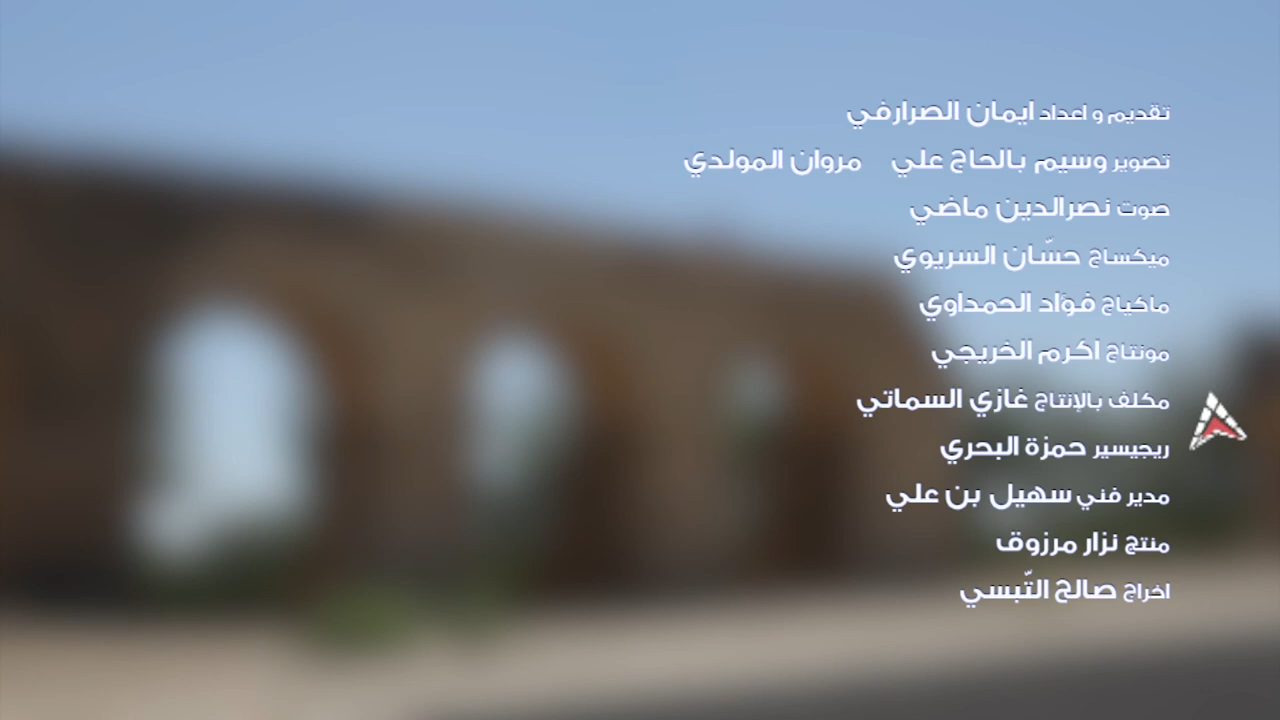 تقديم و اعداد ايمان الصرارفي
تصوير وسيم بالحاج علي مروان المولدي
صوت نصرالدين ماضي
ميكساج حسّان السريوي
ماكياج فؤاد الحمداوي
مونتاج اكرم الخريجي
مكلف بالإنتاج غازي السماتي
ريجيسير حمزة البحري
مدير فني سهيل بن علي
منتج نزار مرزوق
اخراج صالح التّبسي